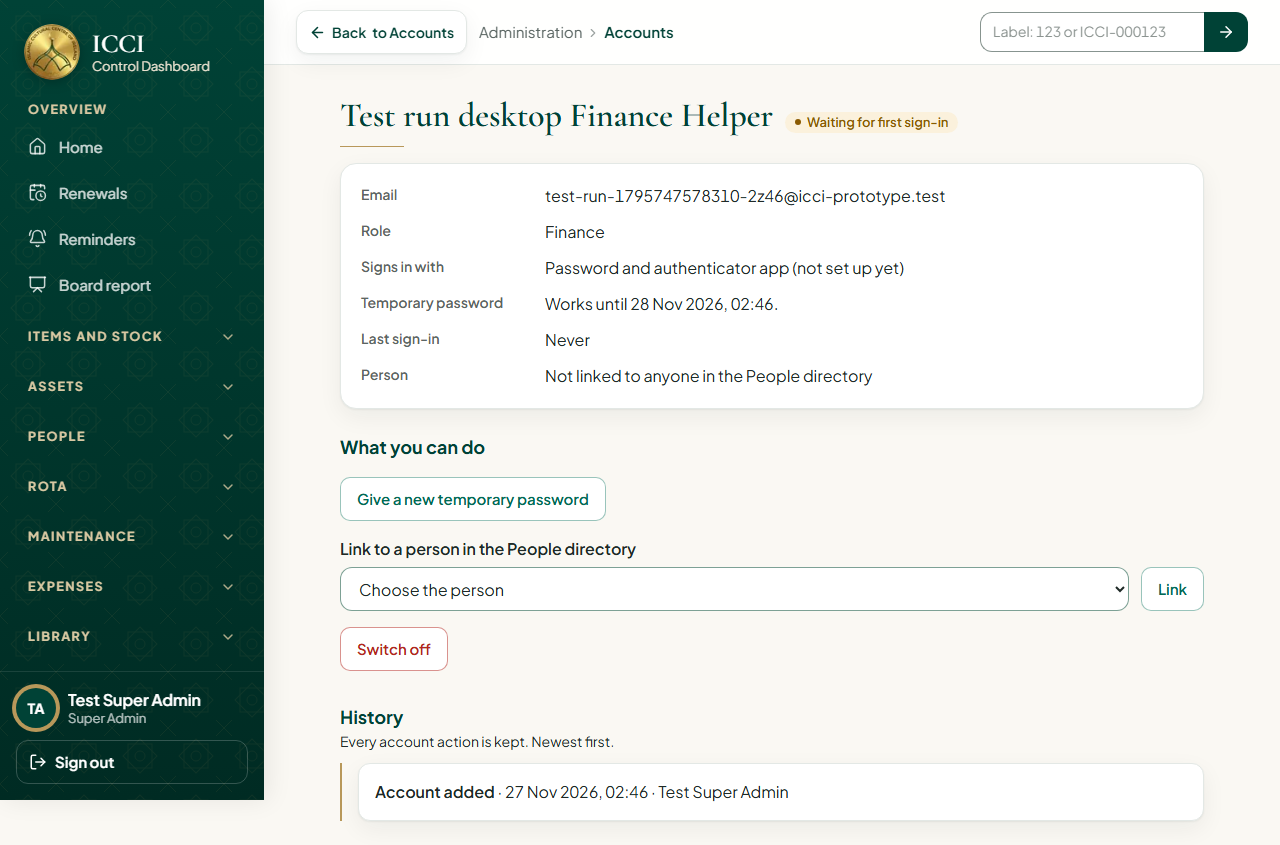 ICCI
Control Dashboard
OVERVIEW
Home
Renewals
Reminders
Board report
ITEMS AND STOCK
ASSETS
PEOPLE
ROTA
MAINTENANCE
EXPENSES
LIBRARY
TA
Test Super Admin
Super Admin
Sign out
Back to Accounts
Administration › Accounts
Label: 123 or ICCI-000123
Test run desktop Finance Helper
Waiting for first sign-in
Email test-run-1795747578310-2z46@icci-prototype.test
Role Finance
Signs in with Password and authenticator app (not set up yet)
Temporary password Works until 28 Nov 2026, 02:46.
Last sign-in Never
Person Not linked to anyone in the People directory
What you can do
Give a new temporary password
Link to a person in the People directory
Choose the person
Link
Switch off
History
Every account action is kept. Newest first.
Account added · 27 Nov 2026, 02:46 · Test Super Admin